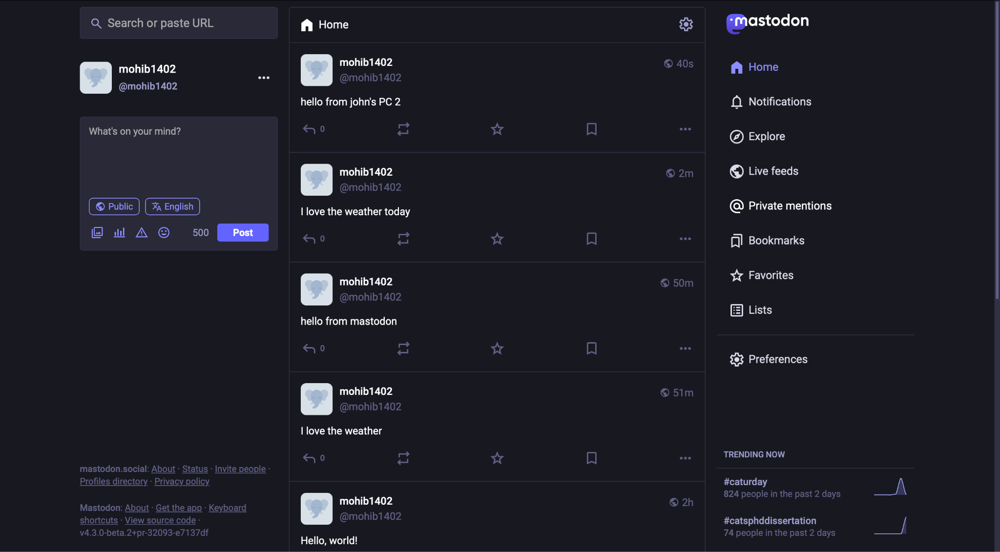 Search or paste URL
mohib1402
@mohib1402
What's on your mind?
Public English
500 Post
mastodon.social: About · Status · Invite people ·
Profiles directory · Privacy policy
Mastodon: About · Get the app · Keyboard
shortcuts · View source code ·
v4.3.0-beta.2+pr-32093-e7137df
Home
mohib1402 40s
@mohib1402
hello from john's PC 2
0
mohib1402 2m
@mohib1402
I love the weather today
0
mohib1402 50m
@mohib1402
hello from mastodon
0
mohib1402 51m
@mohib1402
I love the weather
0
mohib1402 2h
@mohib1402
Hello, world!
mastodon
Home
Notifications
Explore
Live feeds
Private mentions
Bookmarks
Favorites
Lists
Preferences
TRENDING NOW
#caturday
824 people in the past 2 days
#catsphddissertation
74 people in the past 2 days